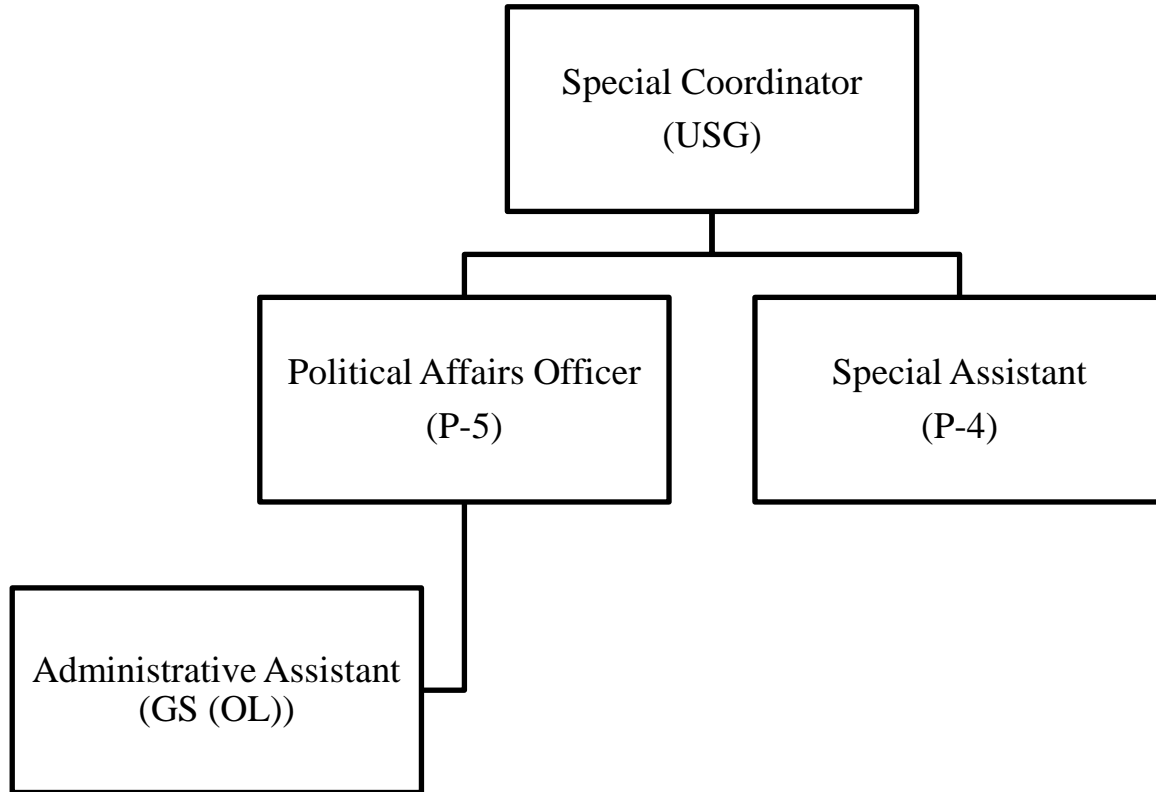 Special Coordinator
(USG)
Political Affairs Officer
(P-5)
Special Assistant
(P-4)
Administrative Assistant
(GS (OL))